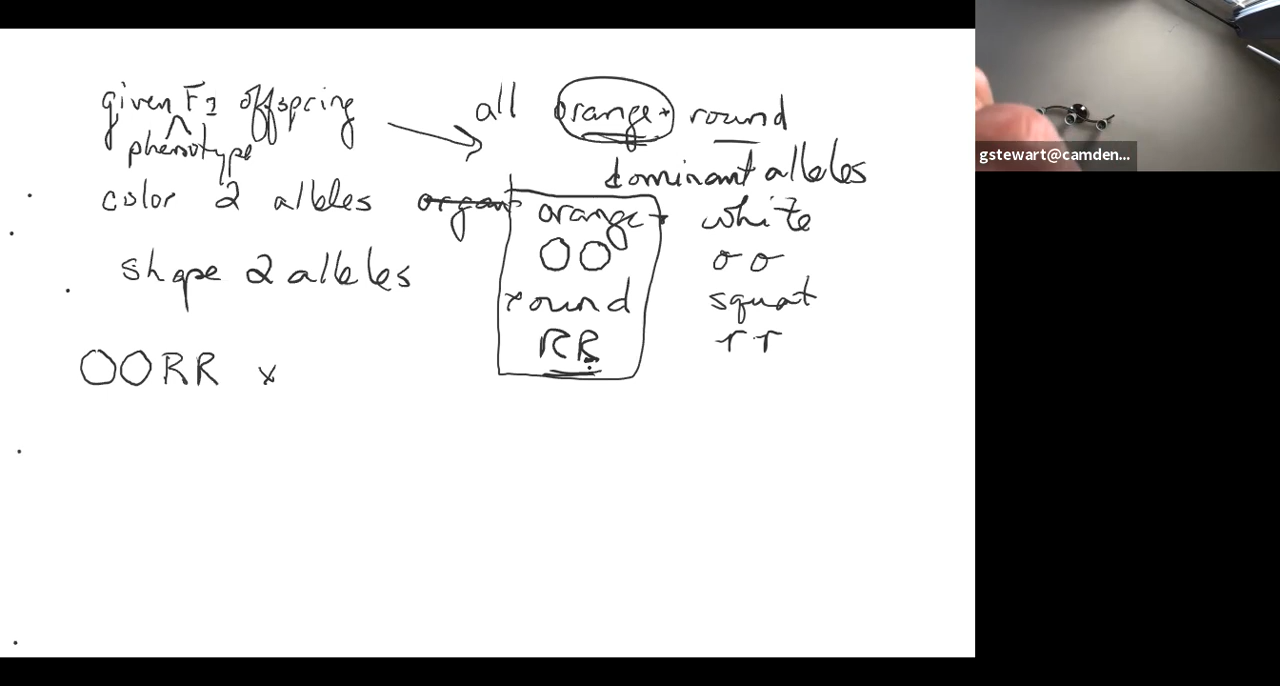 given F1 offspring
phenotype
all orange + round
dominant alleles
color 2 alleles orange + white
OO oo
shape 2 alleles round squat
RR rr
OORR x
gstewart@camden...